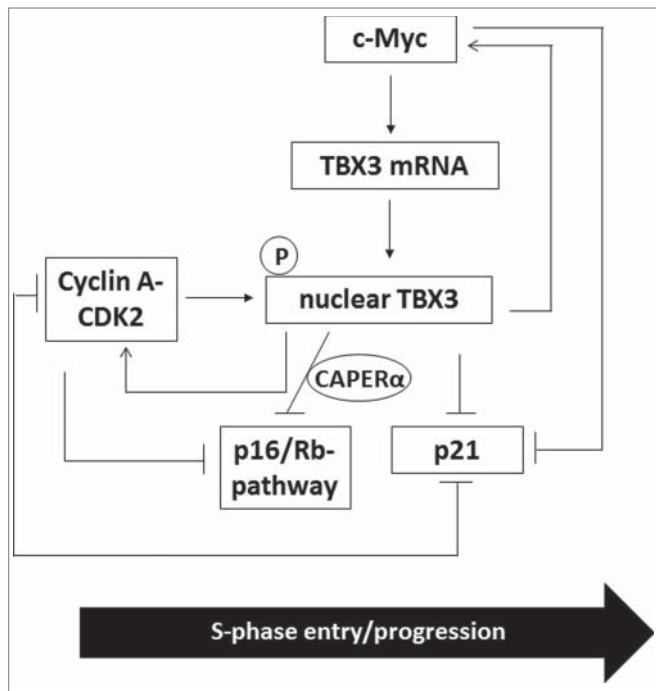 c-Myc
TBX3 mRNA
P
Cyclin A-
CDK2
nuclear TBX3
CAPERα
p16/Rb-
pathway
p21
S-phase entry/progression